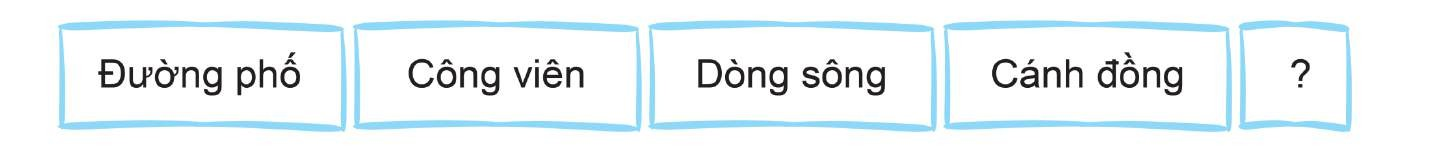 Đường phố Công viên Dòng sông Cánh đồng ?